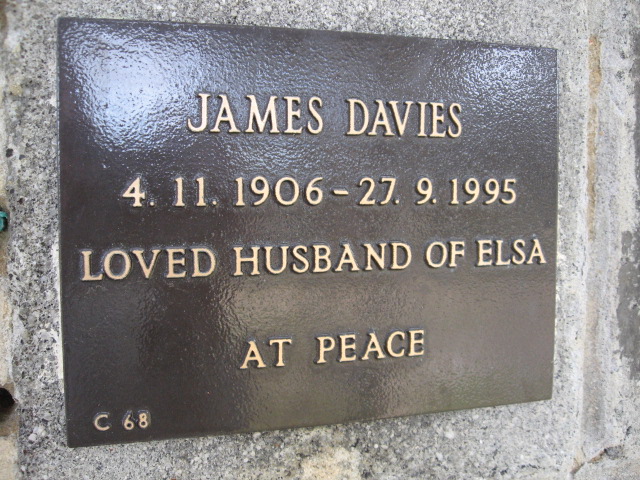 JAMES DAVIES
4. 11. 1906 – 27. 9. 1995
LOVED HUSBAND OF ELSA
AT PEACE
C 68